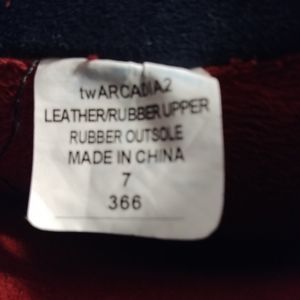 twARCADIA2
LEATHER/RUBBER UPPER
RUBBER OUTSOLE
MADE IN CHINA
7
366